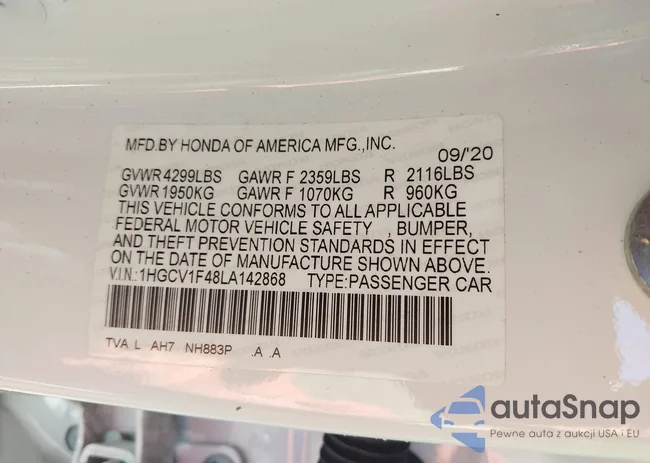 MFD.BY HONDA OF AMERICA MFG.,INC.
09/'20
GVWR 4299LBS GAWR F 2359LBS R 2116LBS
GVWR 1950KG GAWR F 1070KG R 960KG
THIS VEHICLE CONFORMS TO ALL APPLICABLE
FEDERAL MOTOR VEHICLE SAFETY , BUMPER,
AND THEFT PREVENTION STANDARDS IN EFFECT
ON THE DATE OF MANUFACTURE SHOWN ABOVE.
V.I.N.:1HGCV1F48LA142868 TYPE:PASSENGER CAR
TVA L AH7 NH883P .A .A
autaSnap
Pewne auta z aukcji USA - OtoSnap